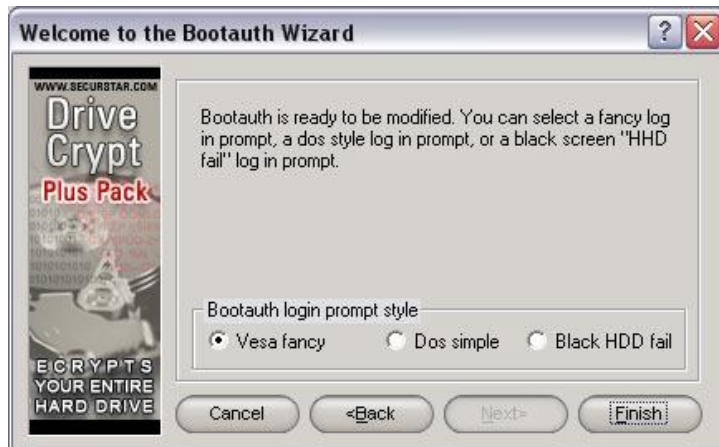 Welcome to the Bootauth Wizard
WWW.SECURSTAR.COM
Drive
Crypt
Plus Pack
ECRYPTS
YOUR ENTIRE
HARD DRIVE
Bootauth is ready to be modified. You can select a fancy log
in prompt, a dos style log in prompt, or a black screen "HHD
fail" log in prompt.
Bootauth login prompt style
Vesa fancy Dos simple Black HDD fail
Cancel <Back Next> Finish